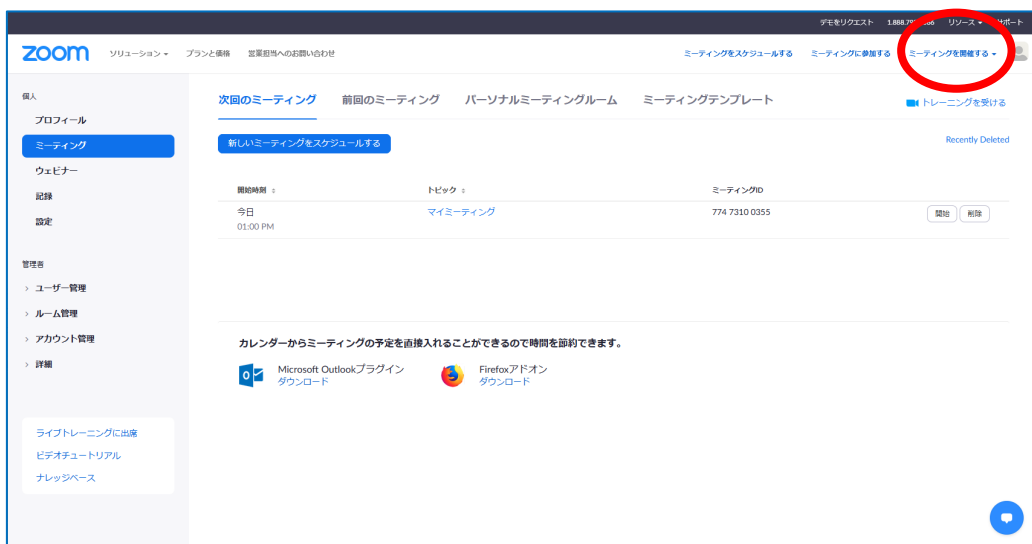 デモをリクエスト 1.888. リソース
zoom ソリューション プランと価格 営業担当へのお問い合わせ ミーティングをスケジュールする ミーティングに参加する ミーティングを開催する
個人
プロフィール
ミーティング
ウェビナー
記録
設定
管理者
ユーザー管理
ルーム管理
アカウント管理
詳細
ライブトレーニングに出席
ビデオチュートリアル
ナレッジベース
次回のミーティング 前回のミーティング パーソナルミーティングルーム ミーティングテンプレート トレーニングを受ける
新しいミーティングをスケジュールする Recently Deleted
開始時刻 トピック ミーティングID
今日 マイミーティング 774 7310 0355 開始 削除
01:00 PM
カレンダーからミーティングの予定を直接入れることができるので時間を節約できます。
Microsoft Outlookプラグイン Firefoxアドオン
ダウンロード ダウンロード